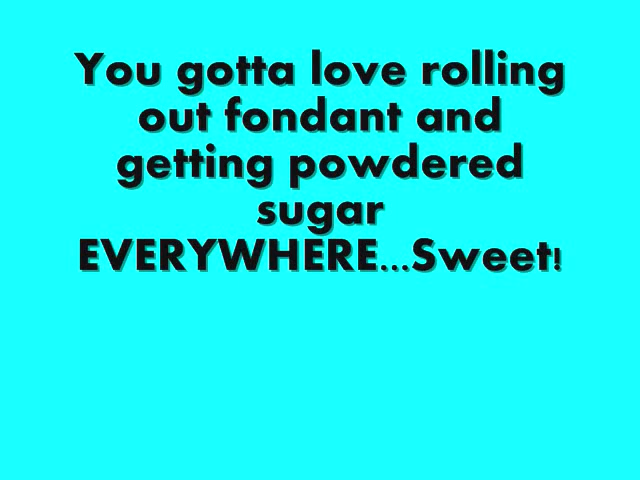 You gotta love rolling
out fondant and
getting powdered
sugar
EVERYWHERE...Sweet!